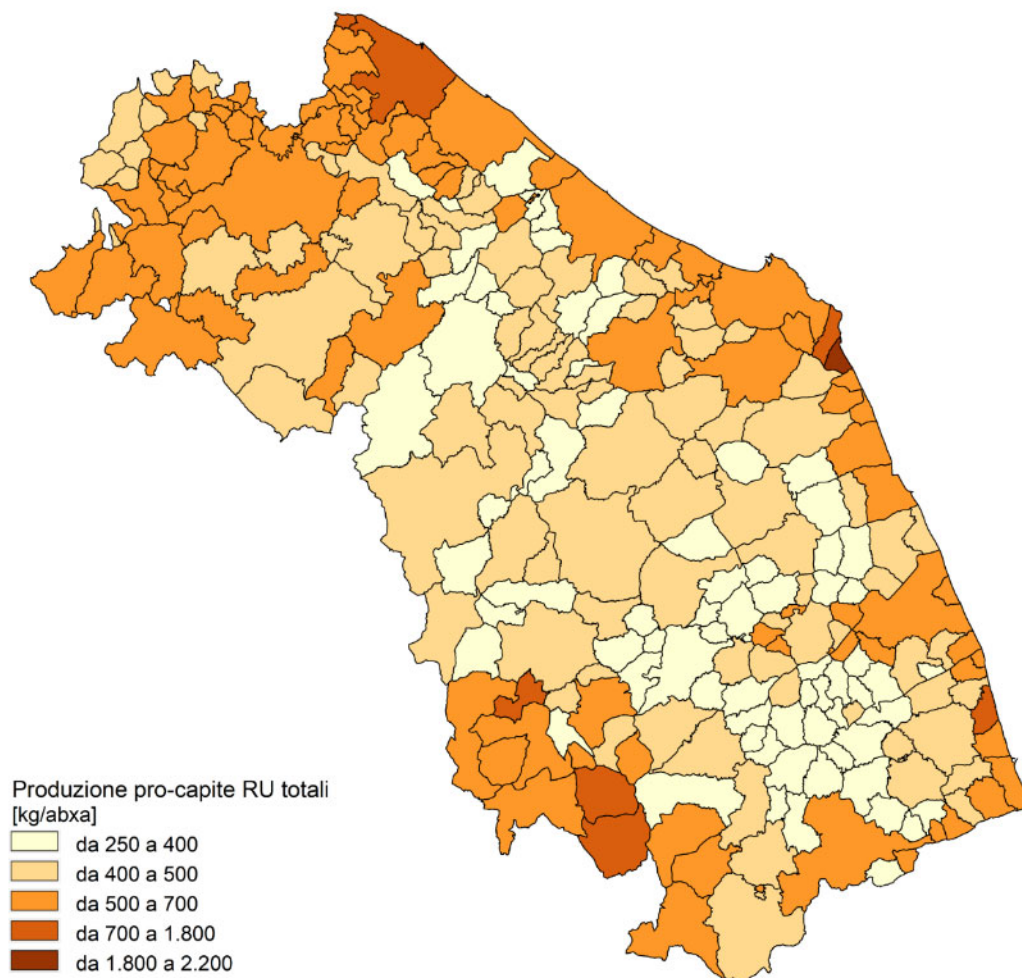 Produzione pro-capite RU totali
[kg/abxa]
da 250 a 400
da 400 a 500
da 500 a 700
da 700 a 1.800
da 1.800 a 2.200